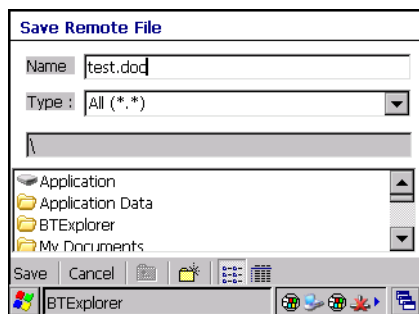 Save Remote File
Name test.doc
Type : All (*.*)
\
Application
Application Data
BTExplorer
My Documents
Save Cancel
BTExplorer